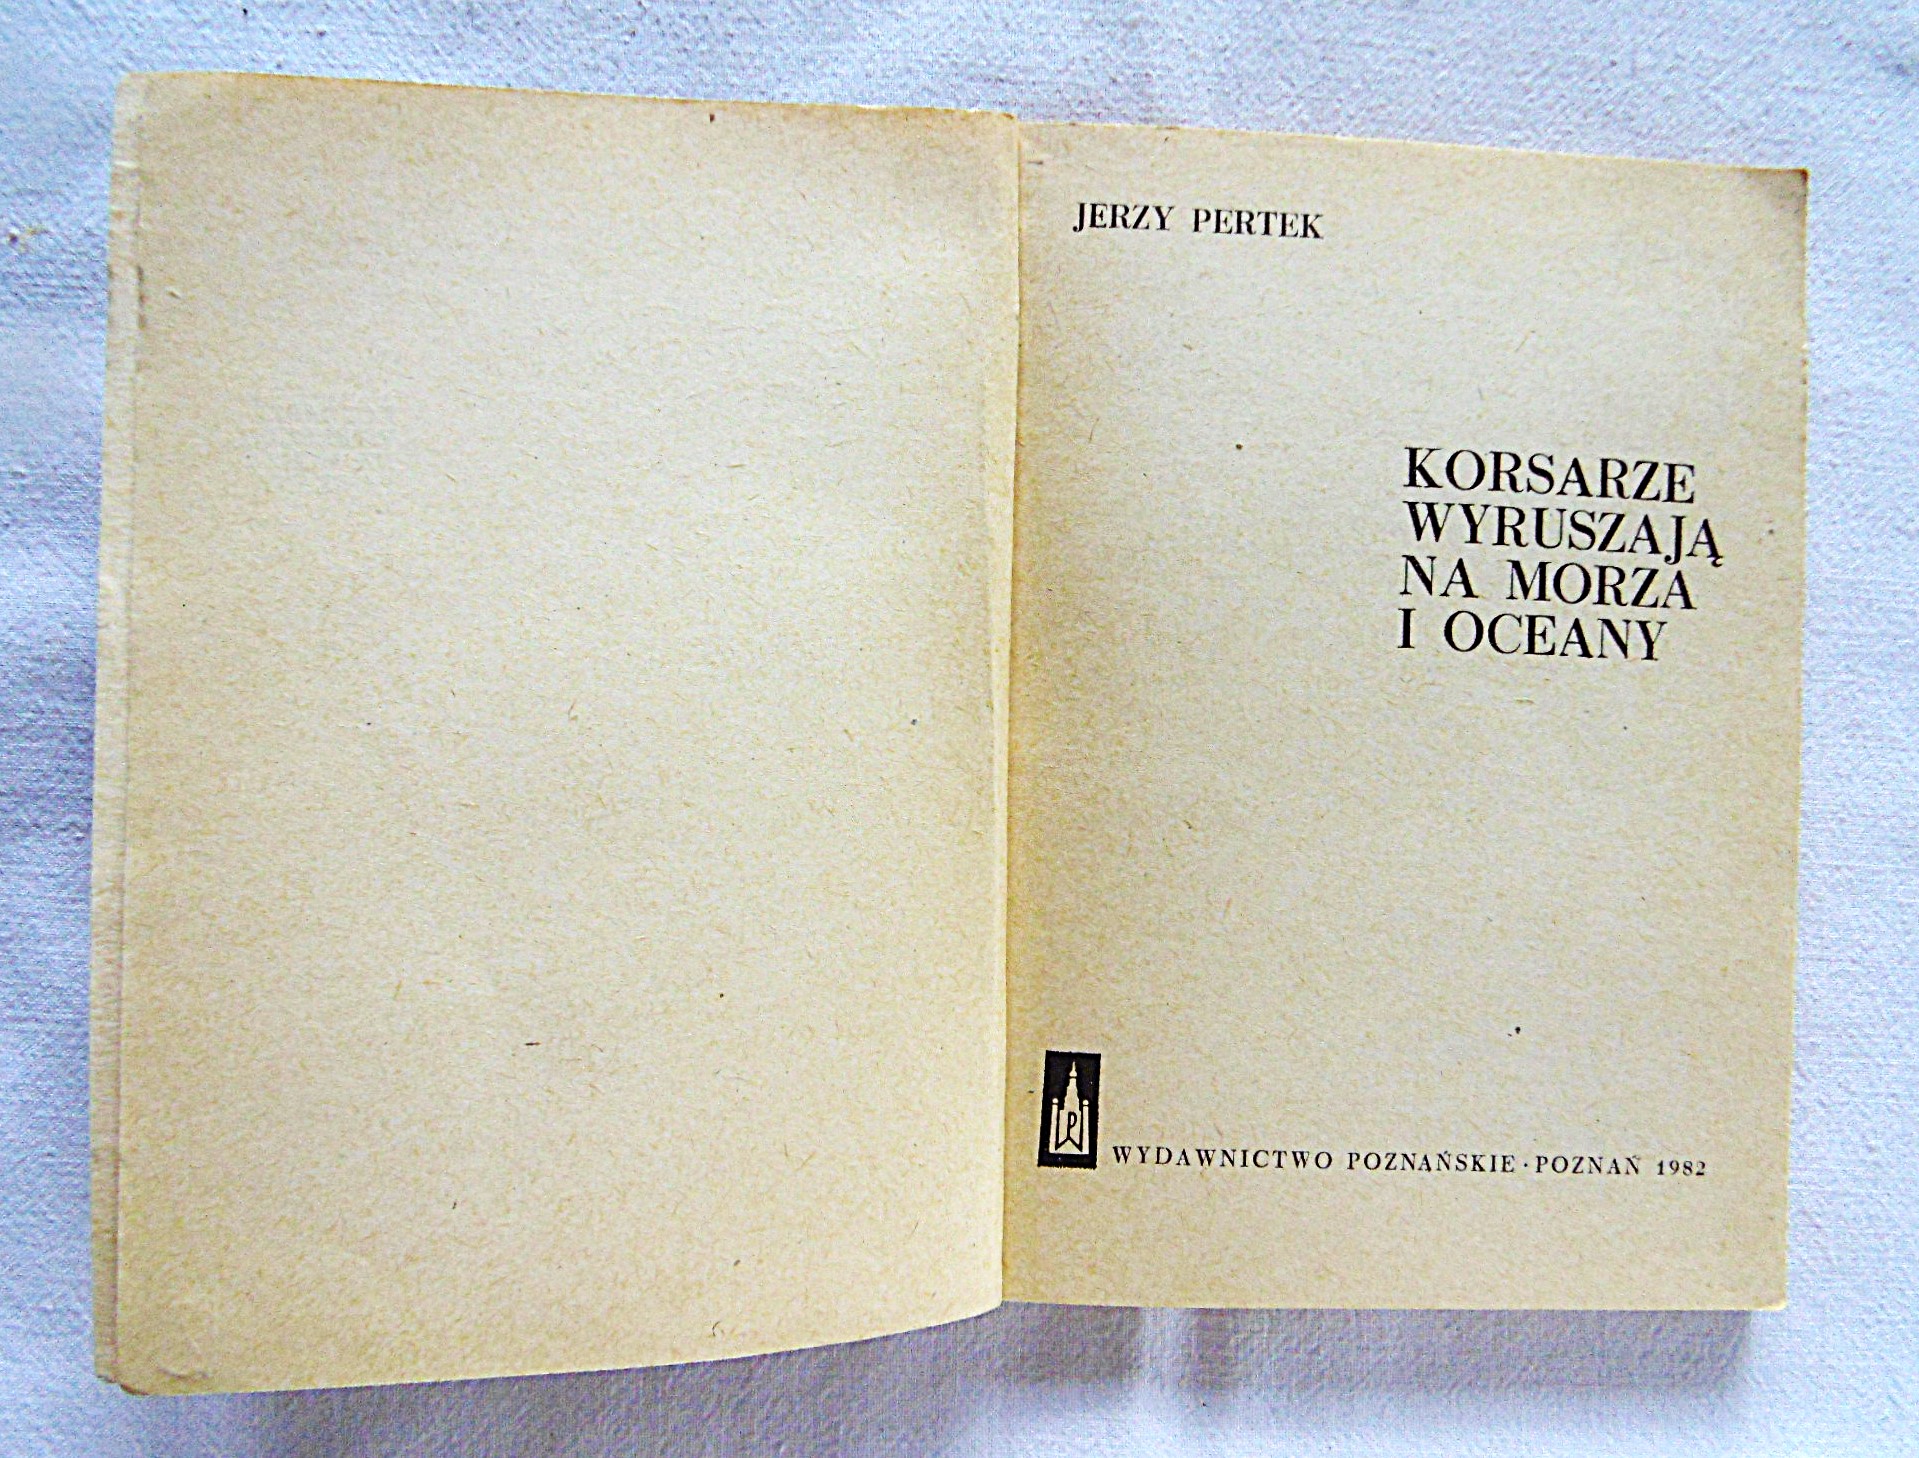 JERZY PERTEK
KORSARZE
WYRUSZAJĄ
NA MORZA
I OCEANY
P
WYDAWNICTWO POZNAŃSKIE · POZNAŃ 1982